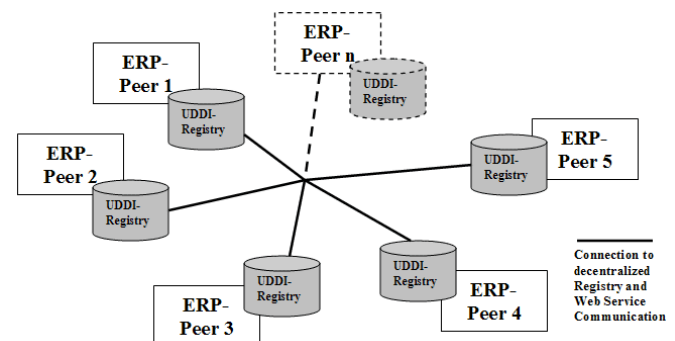 ERP-
Peer n
UDDI-
Registry
ERP-
Peer 1
UDDI-
Registry
ERP-
Peer 5
UDDI-
Registry
ERP-
Peer 2
UDDI-
Registry
ERP-
Peer 3
UDDI-
Registry
ERP-
Peer 4
UDDI-
Registry
Connection to
decentralized
Registry and
Web Service
Communication